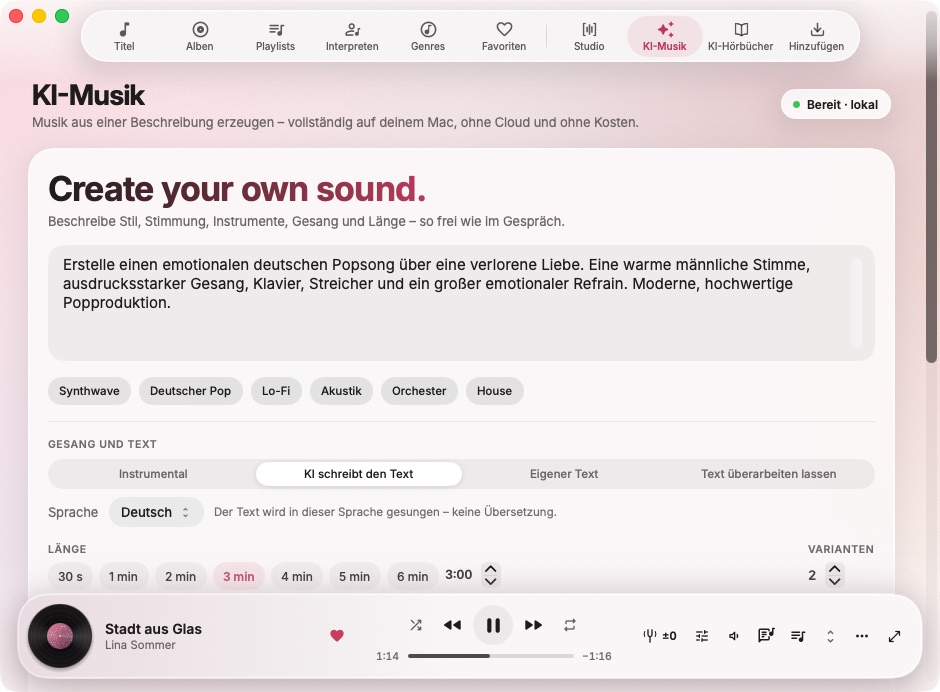 Titel
Alben
Playlists
Interpreten
Genres
Favoriten
Studio
KI-Musik
KI-Hörbücher
Hinzufügen
KI-Musik
Musik aus einer Beschreibung erzeugen – vollständig auf deinem Mac, ohne Cloud und ohne Kosten.
Bereit · lokal
Create your own sound.
Beschreibe Stil, Stimmung, Instrumente, Gesang und Länge – so frei wie im Gespräch.
Erstelle einen emotionalen deutschen Popsong über eine verlorene Liebe. Eine warme männliche Stimme,
ausdrucksstarker Gesang, Klavier, Streicher und ein großer emotionaler Refrain. Moderne, hochwertige
Popproduktion.
Synthwave
Deutscher Pop
Lo-Fi
Akustik
Orchester
House
GESANG UND TEXT
Instrumental
KI schreibt den Text
Eigener Text
Text überarbeiten lassen
Sprache
Deutsch
Der Text wird in dieser Sprache gesungen – keine Übersetzung.
LÄNGE
VARIANTEN
30 s
1 min
2 min
3 min
4 min
5 min
6 min
3:00
2
Stadt aus Glas
Lina Sommer
1:14
−1:16
±0